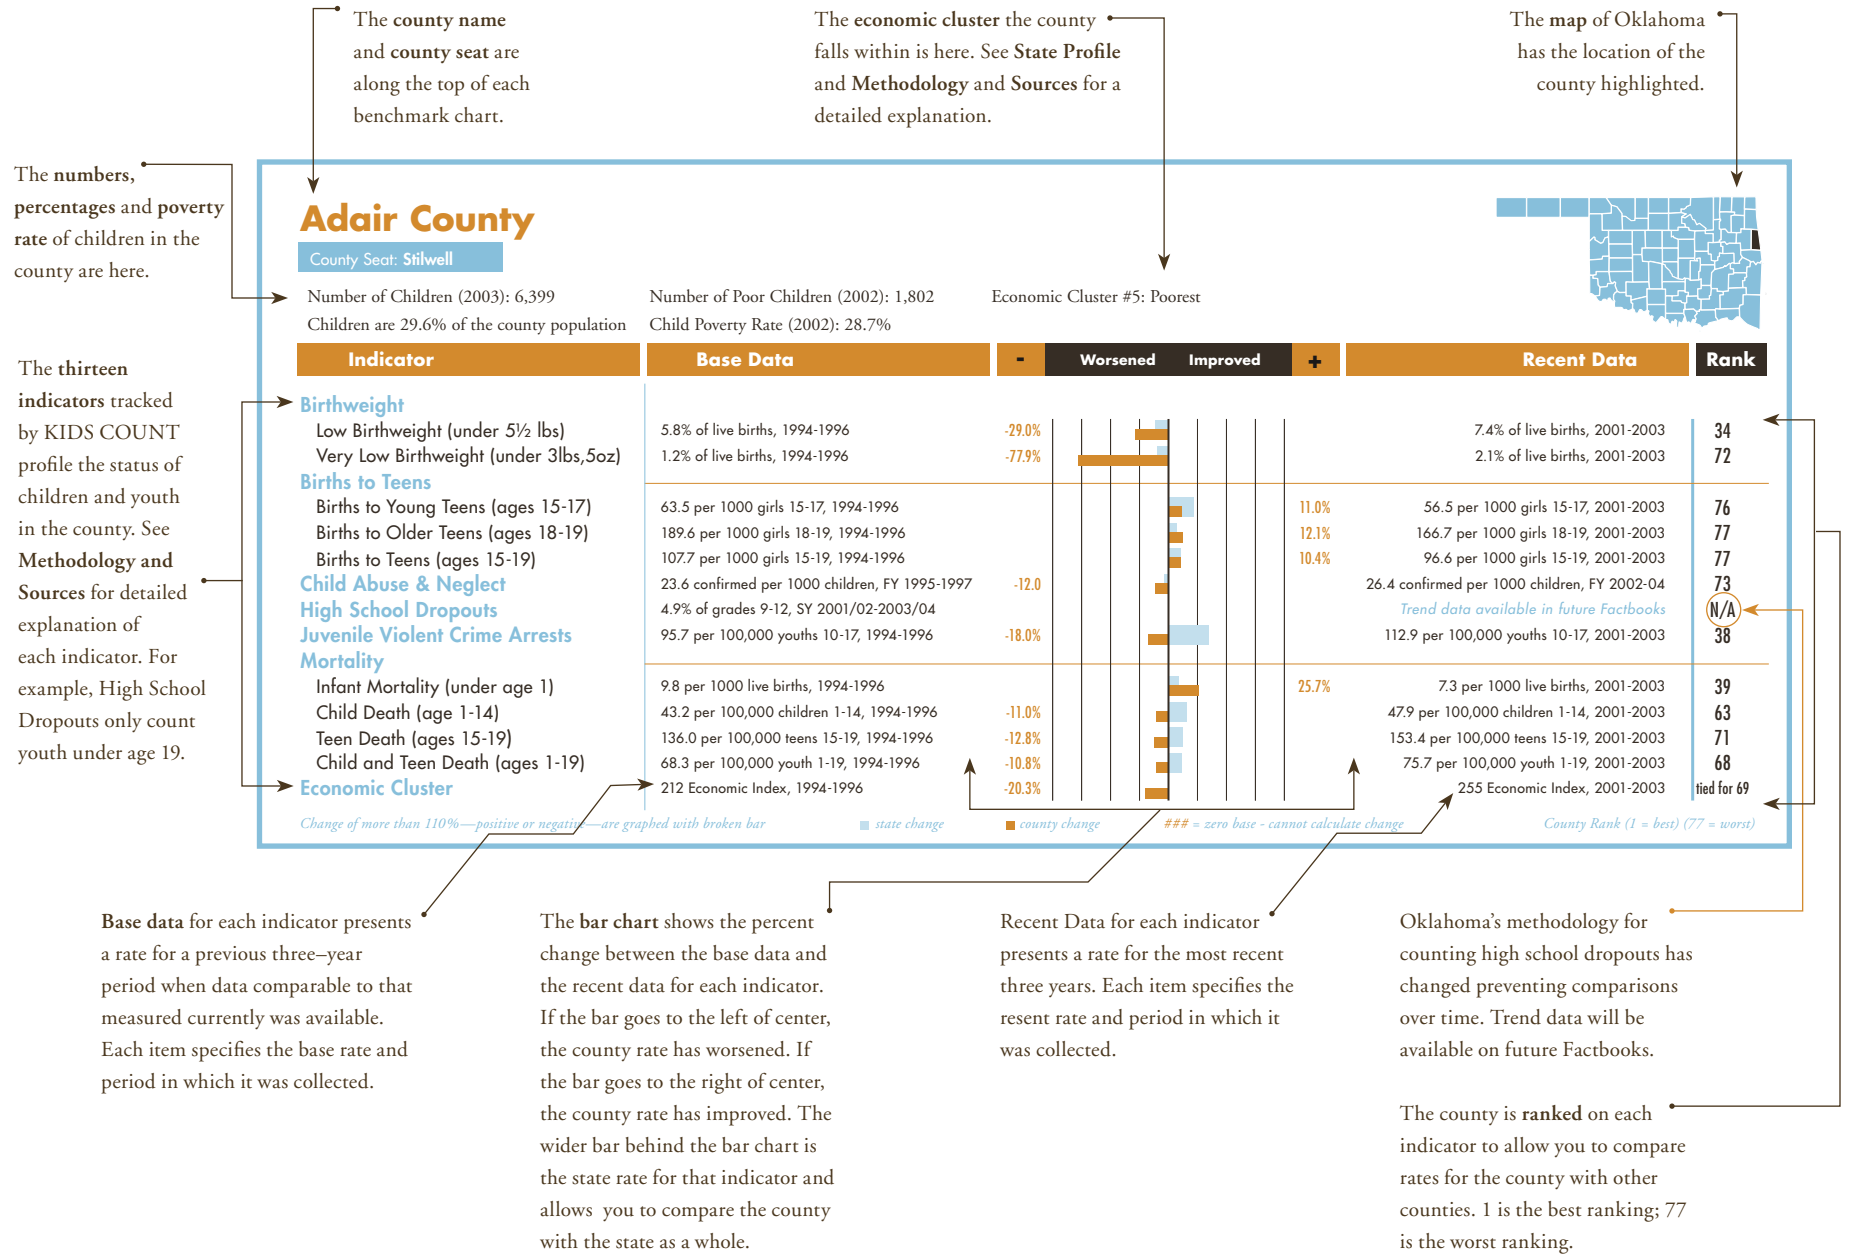 The county name
and county seat are
along the top of each
benchmark chart.
The economic cluster the county
falls within is here. See State Profile
and Methodology and Sources for a
detailed explanation.
The map of Oklahoma
has the location of the
county highlighted.
The numbers,
percentages and poverty
rate of children in the
county are here.
Adair County
County Seat: Stilwell
Number of Children (2003): 6,399
Children are 29.6% of the county population
Number of Poor Children (2002): 1,802
Child Poverty Rate (2002): 28.7%
Economic Cluster #5: Poorest
The thirteen
indicators tracked
by KIDS COUNT
profile the status of
children and youth
in the county. See
Methodology and
Sources for detailed
explanation of
each indicator. For
example, High School
Dropouts only count
youth under age 19.
Indicator Base Data - Worsened Improved + Recent Data Rank
Birthweight
Low Birthweight (under 5½ lbs) 5.8% of live births, 1994-1996 -29.0% 7.4% of live births, 2001-2003 34
Very Low Birthweight (under 3lbs,5oz) 1.2% of live births, 1994-1996 -77.9% 2.1% of live births, 2001-2003 72
Births to Teens
Births to Young Teens (ages 15-17) 63.5 per 1000 girls 15-17, 1994-1996 11.0% 56.5 per 1000 girls 15-17, 2001-2003 76
Births to Older Teens (ages 18-19) 189.6 per 1000 girls 18-19, 1994-1996 12.1% 166.7 per 1000 girls 18-19, 2001-2003 77
Births to Teens (ages 15-19) 107.7 per 1000 girls 15-19, 1994-1996 10.4% 96.6 per 1000 girls 15-19, 2001-2003 77
Child Abuse & Neglect 23.6 confirmed per 1000 children, FY 1995-1997 -12.0 26.4 confirmed per 1000 children, FY 2002-04 73
High School Dropouts 4.9% of grades 9-12, SY 2001/02-2003/04 Trend data available in future Factbooks N/A
Juvenile Violent Crime Arrests 95.7 per 100,000 youths 10-17, 1994-1996 -18.0% 112.9 per 100,000 youths 10-17, 2001-2003 38
Mortality
Infant Mortality (under age 1) 9.8 per 1000 live births, 1994-1996 25.7% 7.3 per 1000 live births, 2001-2003 39
Child Death (age 1-14) 43.2 per 100,000 children 1-14, 1994-1996 -11.0% 47.9 per 100,000 children 1-14, 2001-2003 63
Teen Death (ages 15-19) 136.0 per 100,000 teens 15-19, 1994-1996 -12.8% 153.4 per 100,000 teens 15-19, 2001-2003 71
Child and Teen Death (ages 1-19) 68.3 per 100,000 youth 1-19, 1994-1996 -10.8% 75.7 per 100,000 youth 1-19, 2001-2003 68
Economic Cluster 212 Economic Index, 1994-1996 -20.3% 255 Economic Index, 2001-2003 tied for 69
Change of more than 110%—positive or negative—are graphed with broken bar state change county change ### = zero base - cannot calculate change County Rank (1 = best) (77 = worst)
Base data for each indicator presents
a rate for a previous three–year
period when data comparable to that
measured currently was available.
Each item specifies the base rate and
period in which it was collected.
The bar chart shows the percent
change between the base data and
the recent data for each indicator.
If the bar goes to the left of center,
the county rate has worsened. If
the bar goes to the right of center,
the county rate has improved. The
wider bar behind the bar chart is
the state rate for that indicator and
allows you to compare the county
with the state as a whole.
Recent Data for each indicator
presents a rate for the most recent
three years. Each item specifies the
resent rate and period in which it
was collected.
Oklahoma's methodology for
counting high school dropouts has
changed preventing comparisons
over time. Trend data will be
available on future Factbooks.
The county is ranked on each
indicator to allow you to compare
rates for the county with other
counties. 1 is the best ranking; 77
is the worst ranking.